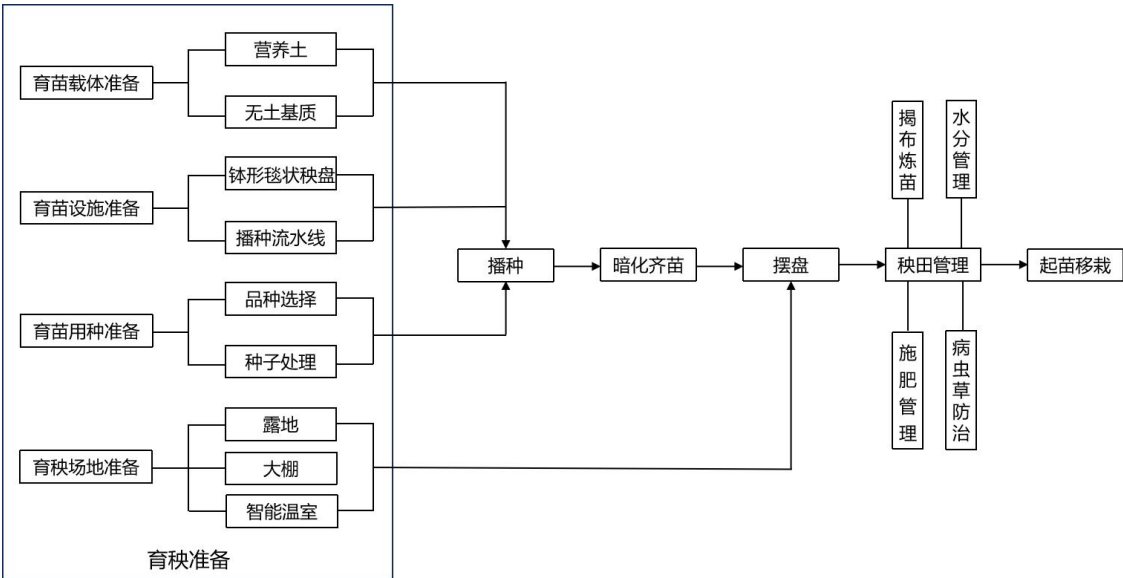 育苗载体准备
营养土
无土基质
育苗设施准备
钵形毯状秧盘
播种流水线
育苗用种准备
品种选择
种子处理
育秧场地准备
露地
大棚
智能温室
育秧准备
播种
暗化齐苗
摆盘
揭布炼苗
水分管理
秧田管理
施肥管理
病虫草防治
起苗移栽